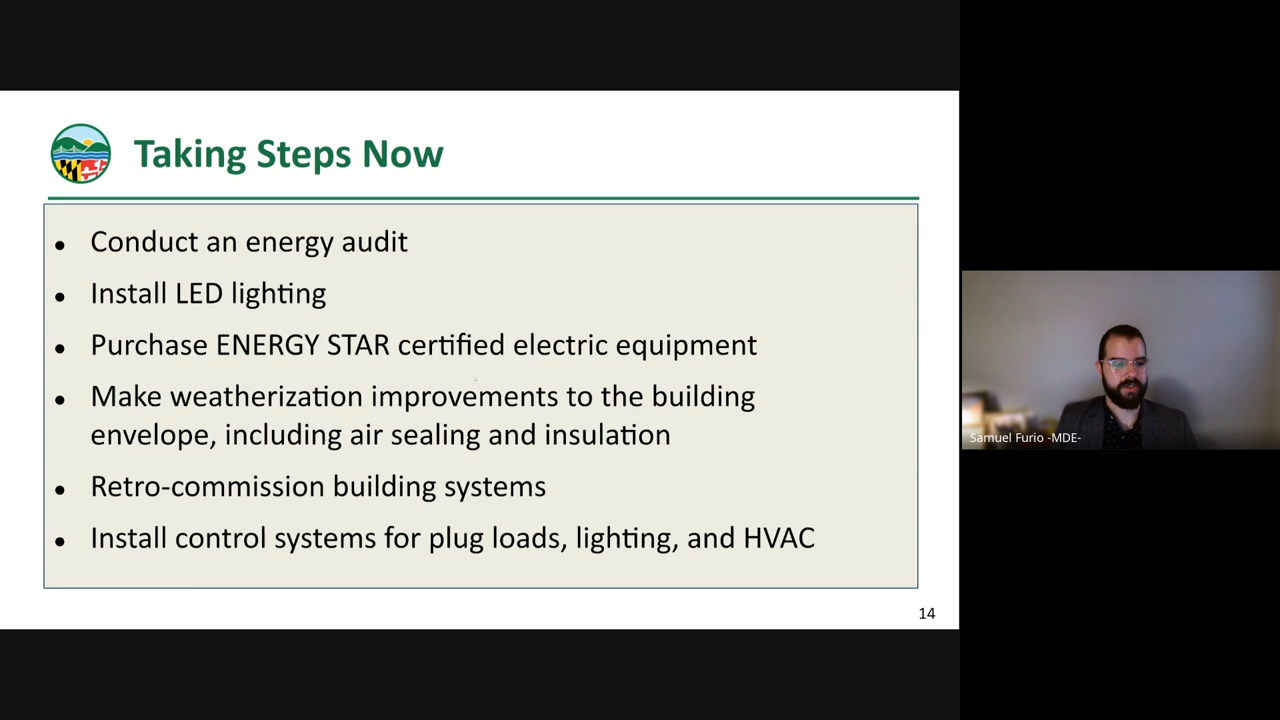 Taking Steps Now
● Conduct an energy audit
● Install LED lighting
● Purchase ENERGY STAR certified electric equipment
● Make weatherization improvements to the building
envelope, including air sealing and insulation
● Retro-commission building systems
● Install control systems for plug loads, lighting, and HVAC
14
Samuel Furio -MDE-